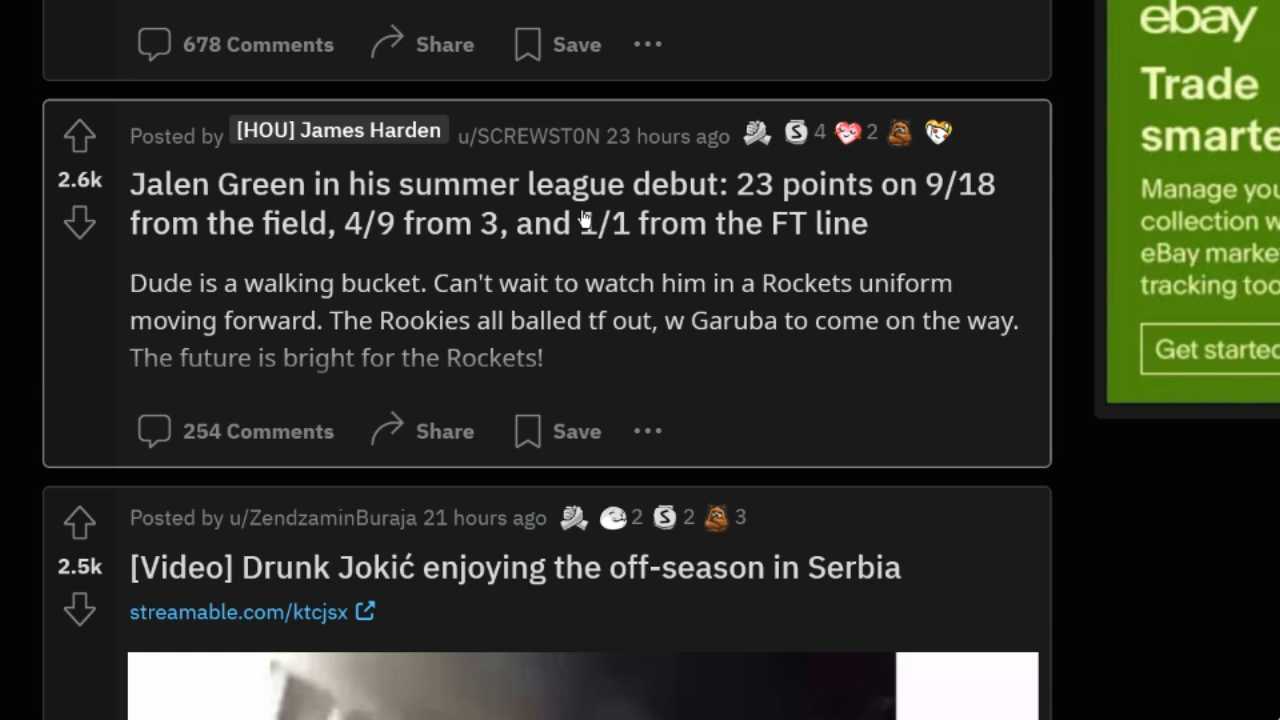 678 Comments Share Save
ebay
Trade
Posted by [HOU] James Harden u/SCREWST0N 23 hours ago 4 2
2.6k
Jalen Green in his summer league debut: 23 points on 9/18
from the field, 4/9 from 3, and 1/1 from the FT line
Dude is a walking bucket. Can't wait to watch him in a Rockets uniform
moving forward. The Rookies all balled tf out, w Garuba to come on the way.
The future is bright for the Rockets!
254 Comments Share Save
smarte
Manage you
collection w
eBay marke
tracking too
Get started
Posted by u/ZendzaminBuraja 21 hours ago 2 S 2 3
2.5k
[Video] Drunk Jokić enjoying the off-season in Serbia
streamable.com/ktcjsx